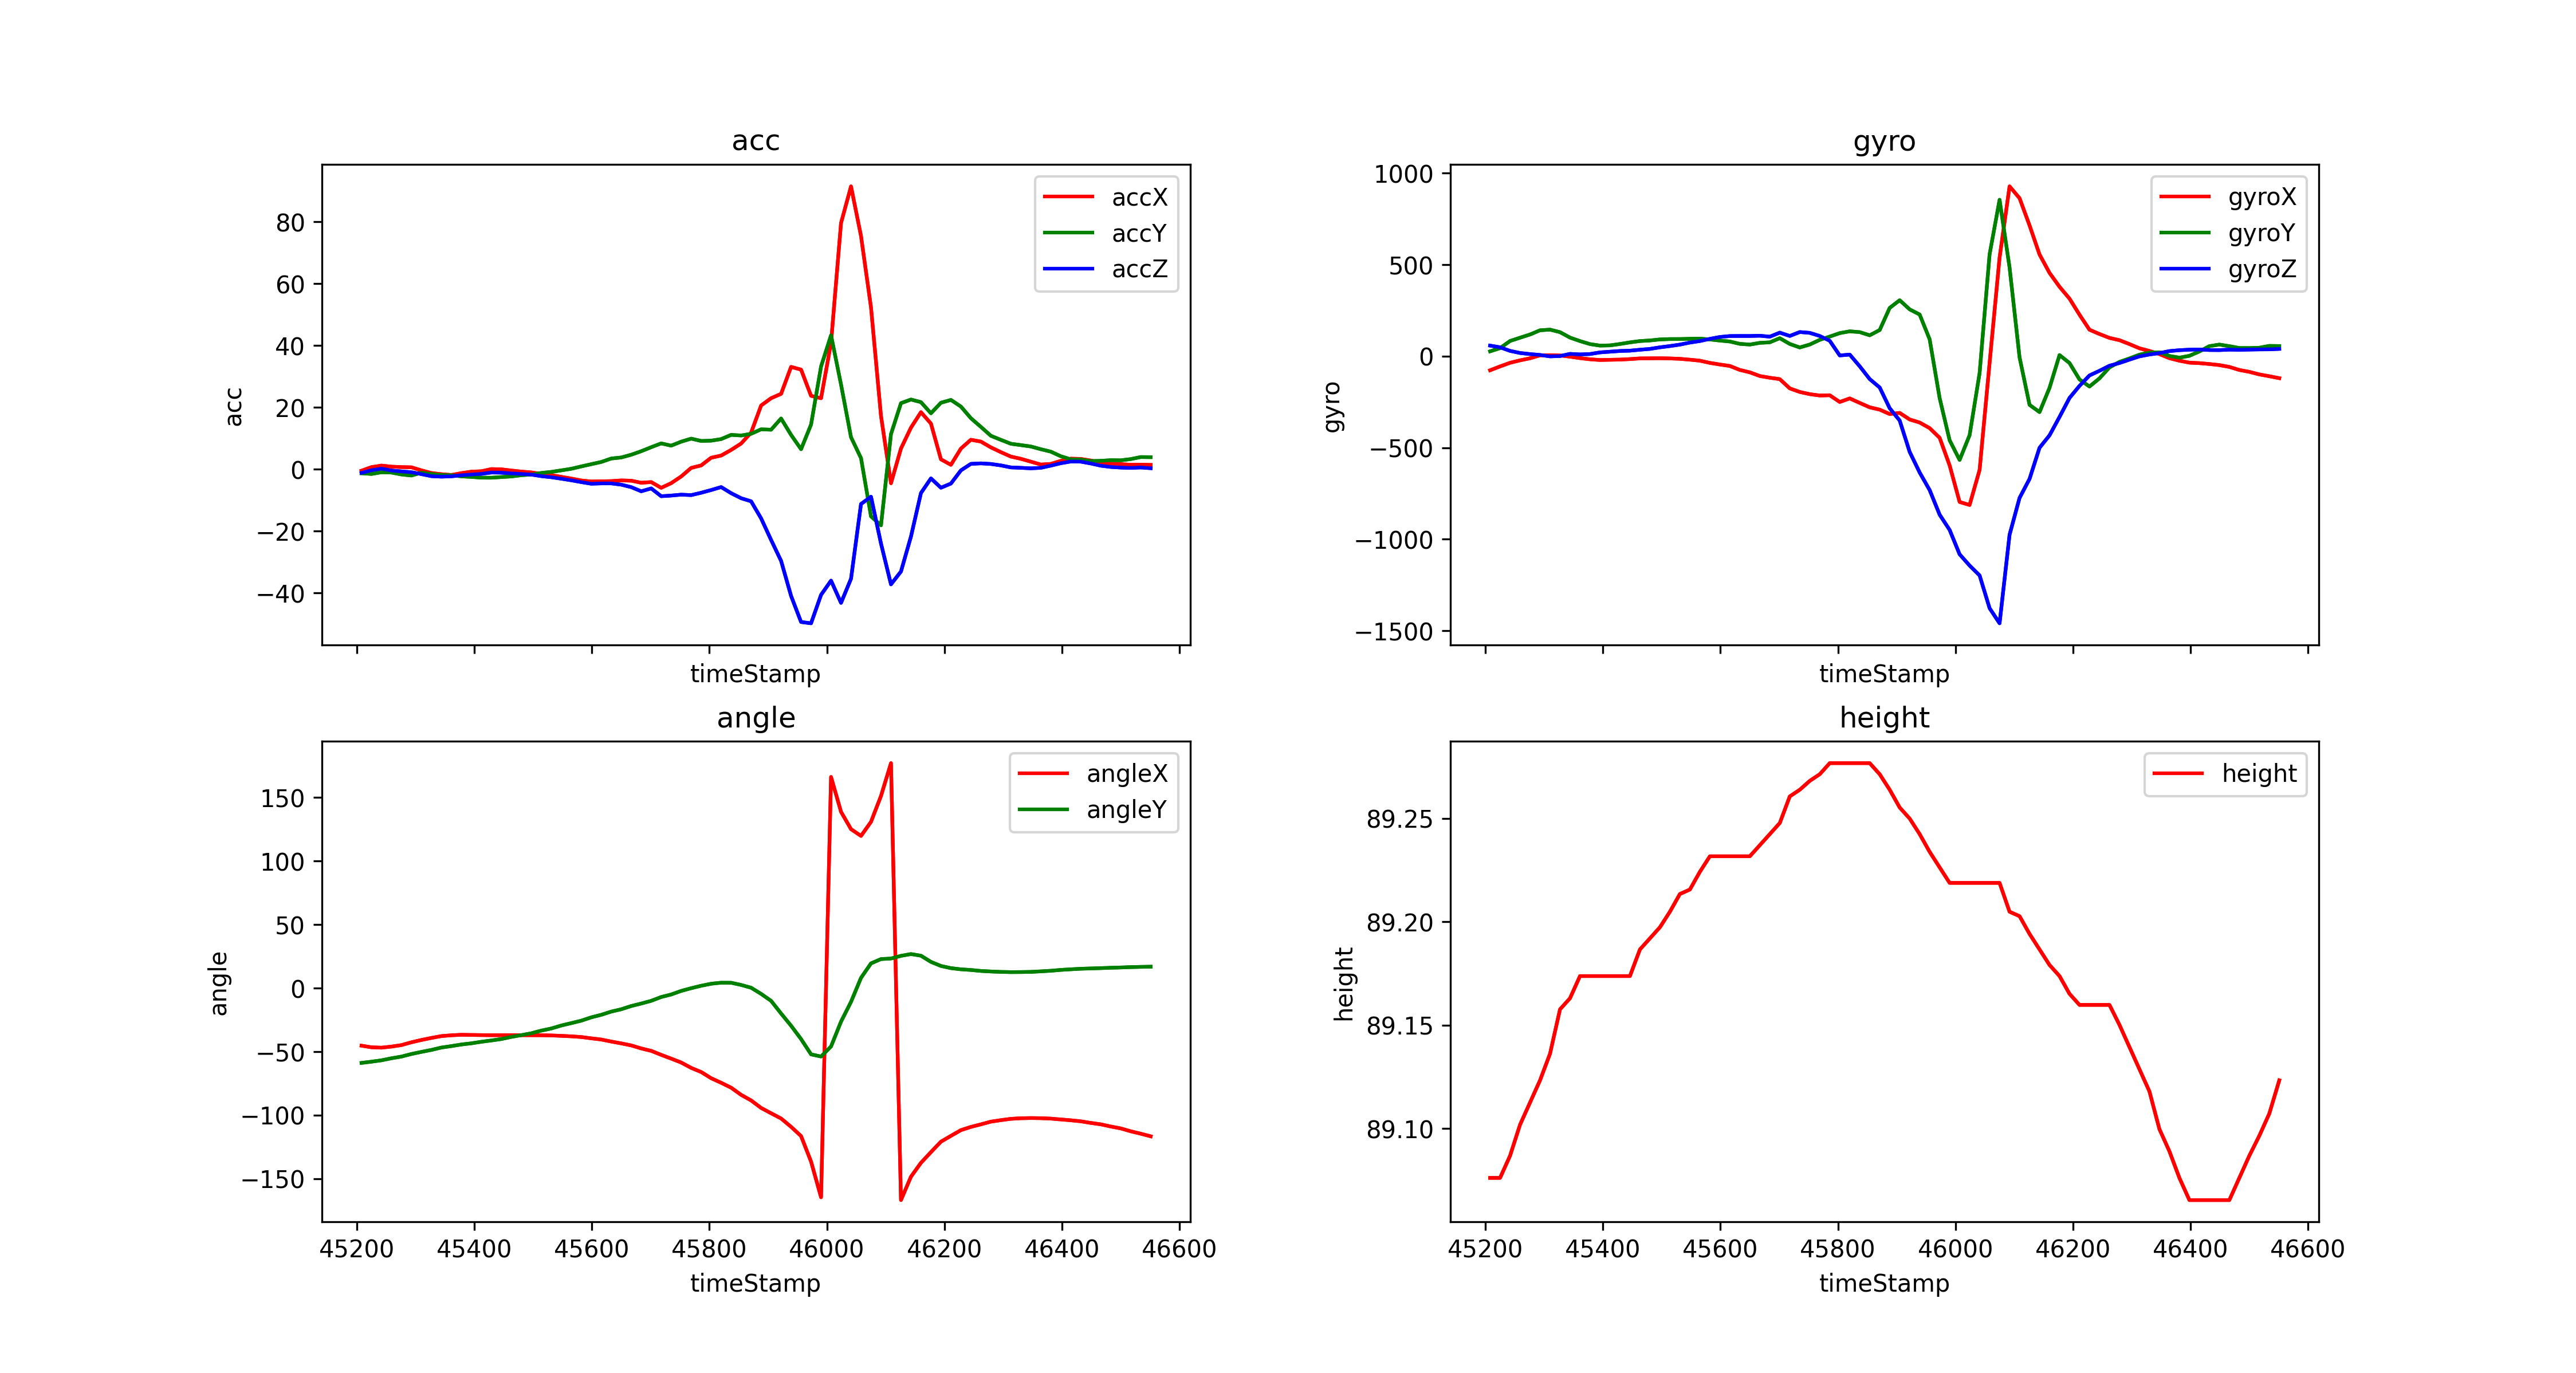 acc
acc
80
60
40
20
0
−20
−40
accX
accY
accZ
timeStamp
gyro
gyro
1000
500
0
−500
−1000
−1500
gyroX
gyroY
gyroZ
timeStamp
angle
angle
150
100
50
0
−50
−100
−150
angleX
angleY
45200 45400 45600 45800 46000 46200 46400 46600
timeStamp
height
height
89.25
89.20
89.15
89.10
height
45200 45400 45600 45800 46000 46200 46400 46600
timeStamp